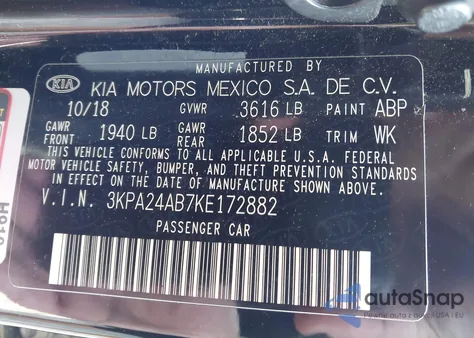 MANUFACTURED BY
KIA KIA MOTORS MEXICO S.A. DE C.V.
10/18 GVWR 3616 LB PAINT ABP
GAWR FRONT 1940 LB GAWR REAR 1852 LB TRIM WK
THIS VEHICLE CONFORMS TO ALL APPLICABLE U.S.A. FEDERAL
MOTOR VEHICLE SAFETY, BUMPER, AND THEFT PREVENTION STANDARDS
IN EFFECT ON THE DATE OF MANUFACTURE SHOWN ABOVE.
V.I.N. 3KPA24AB7KE172882
PASSENGER CAR
autoSnap